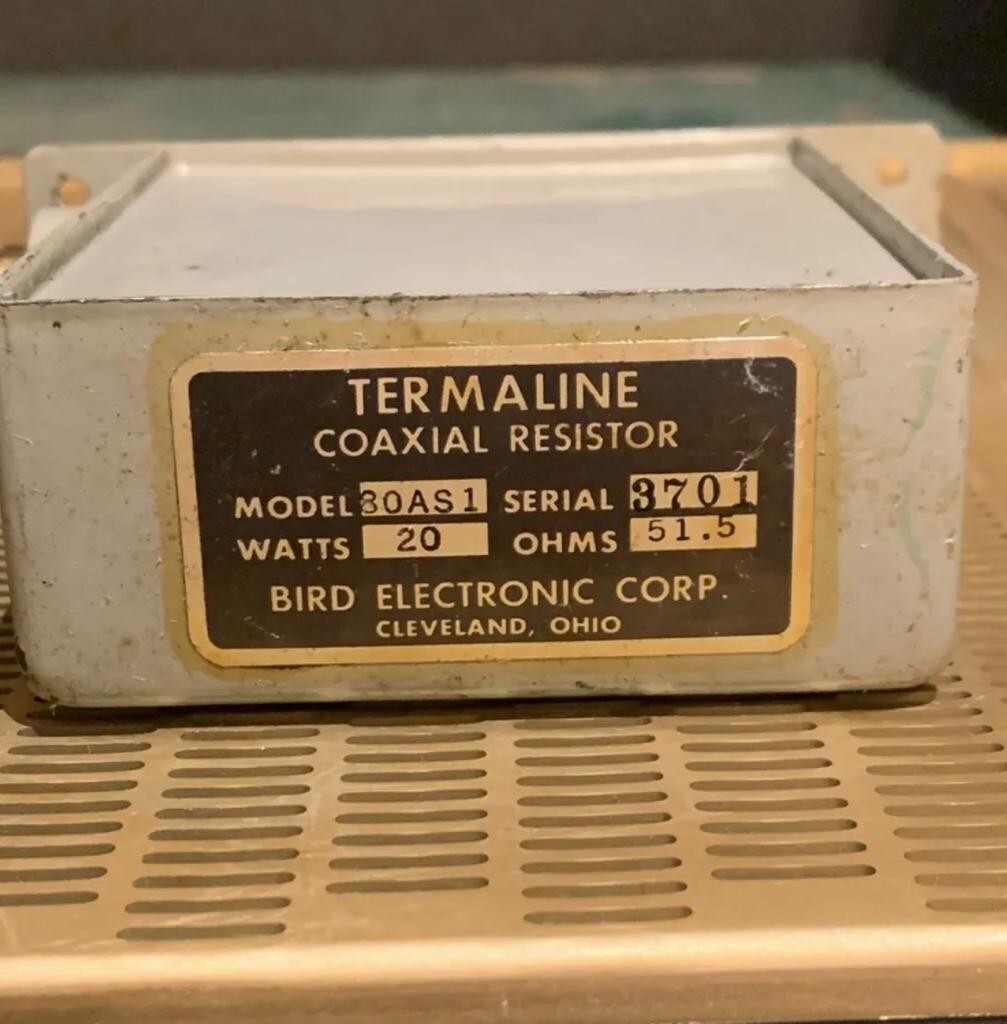 TERMALINE
COAXIAL RESISTOR
MODEL 80AS1 SERIAL 3701
WATTS 20 OHMS 51.5
BIRD ELECTRONIC CORP.
CLEVELAND, OHIO